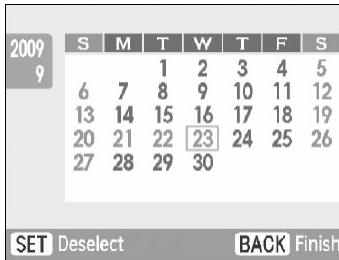 2009
9
S M T W T F S
1 2 3 4 5
6 7 8 9 10 11 12
13 14 15 16 17 18 19
20 21 22 23 24 25 26
27 28 29 30
SET Deselect BACK Finish